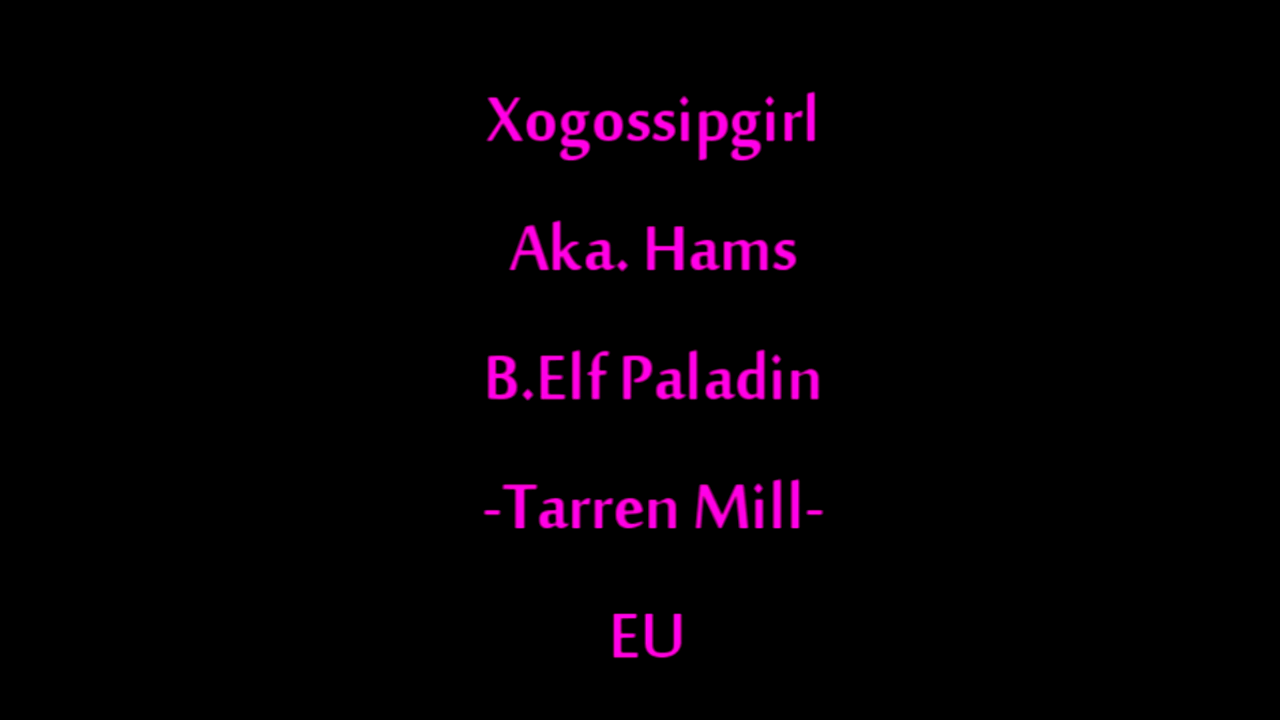 Xogossipgirl
Aka. Hams
B.Elf Paladin
-Tarren Mill-
EU